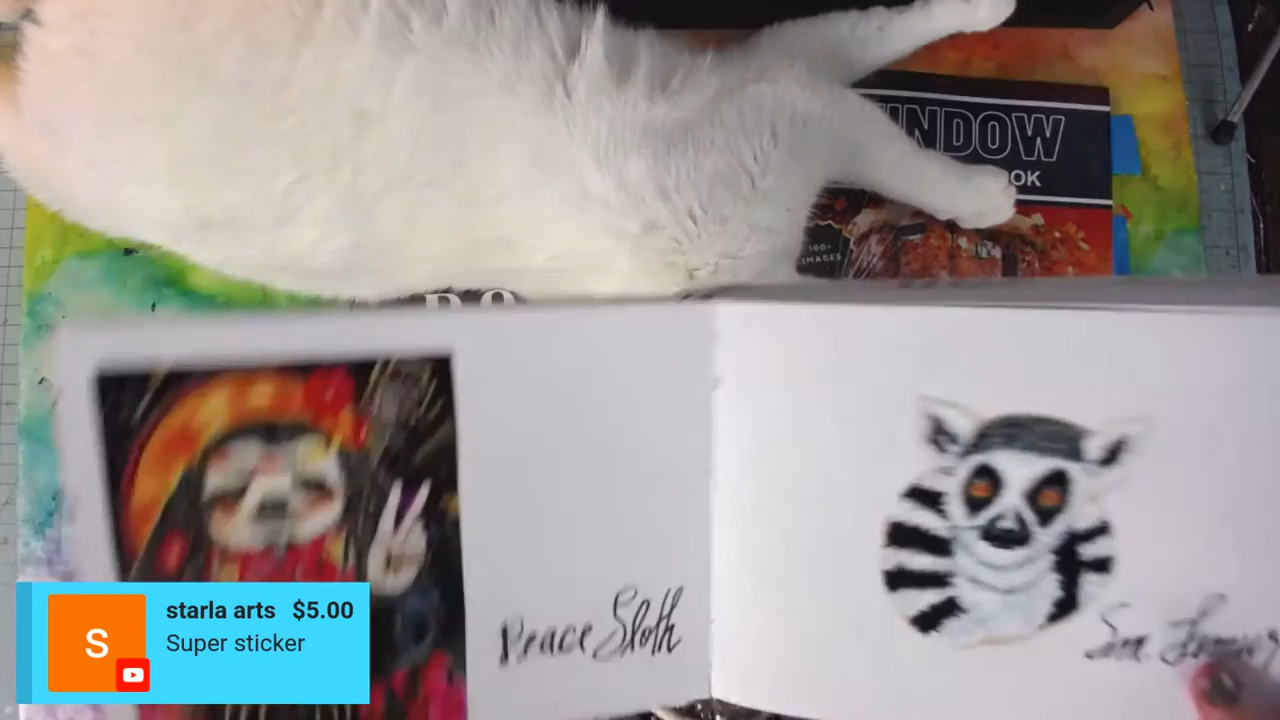 INDOW
OOK
100+
IMAGES
Peace Sloth
starla arts $5.00
Super sticker
S